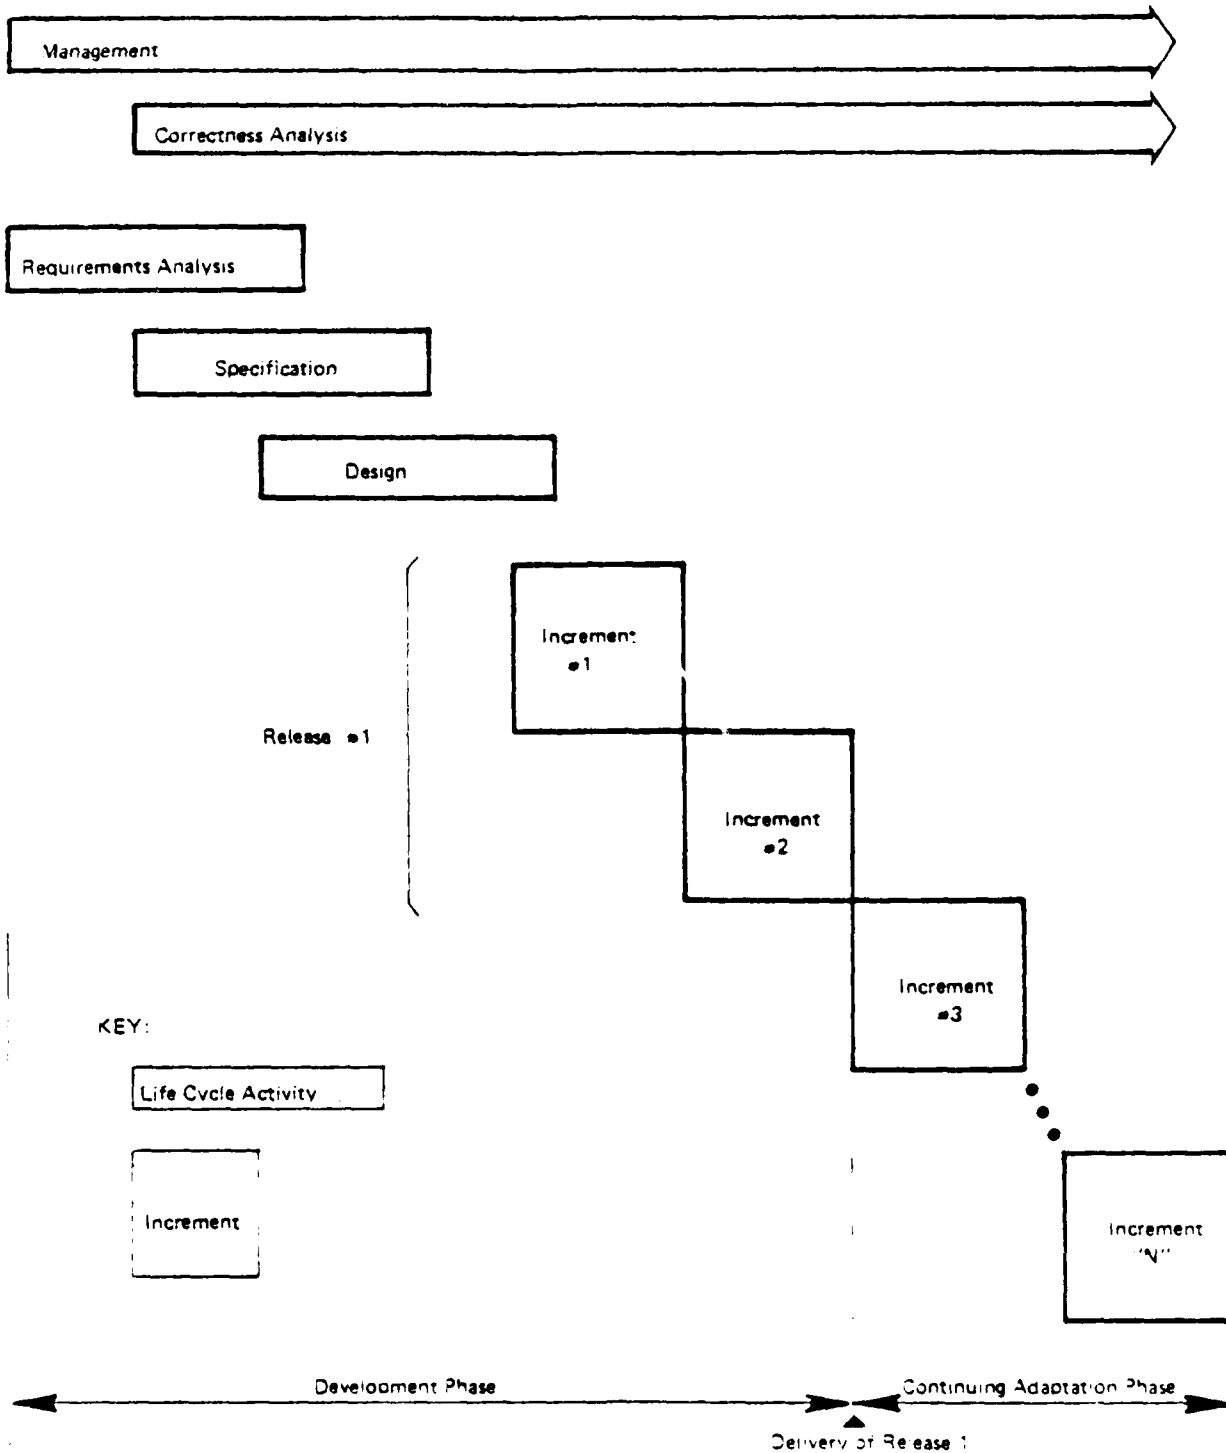 Management
Correctness Analysis
Requirements Analysis
Specification
Design
Increment
#1
Release #1
Increment
#2
Increment
#3
KEY:
Life Cycle Activity
Increment
Increment
"N"
Development Phase
Continuing Adaptation Phase
Delivery of Release 1